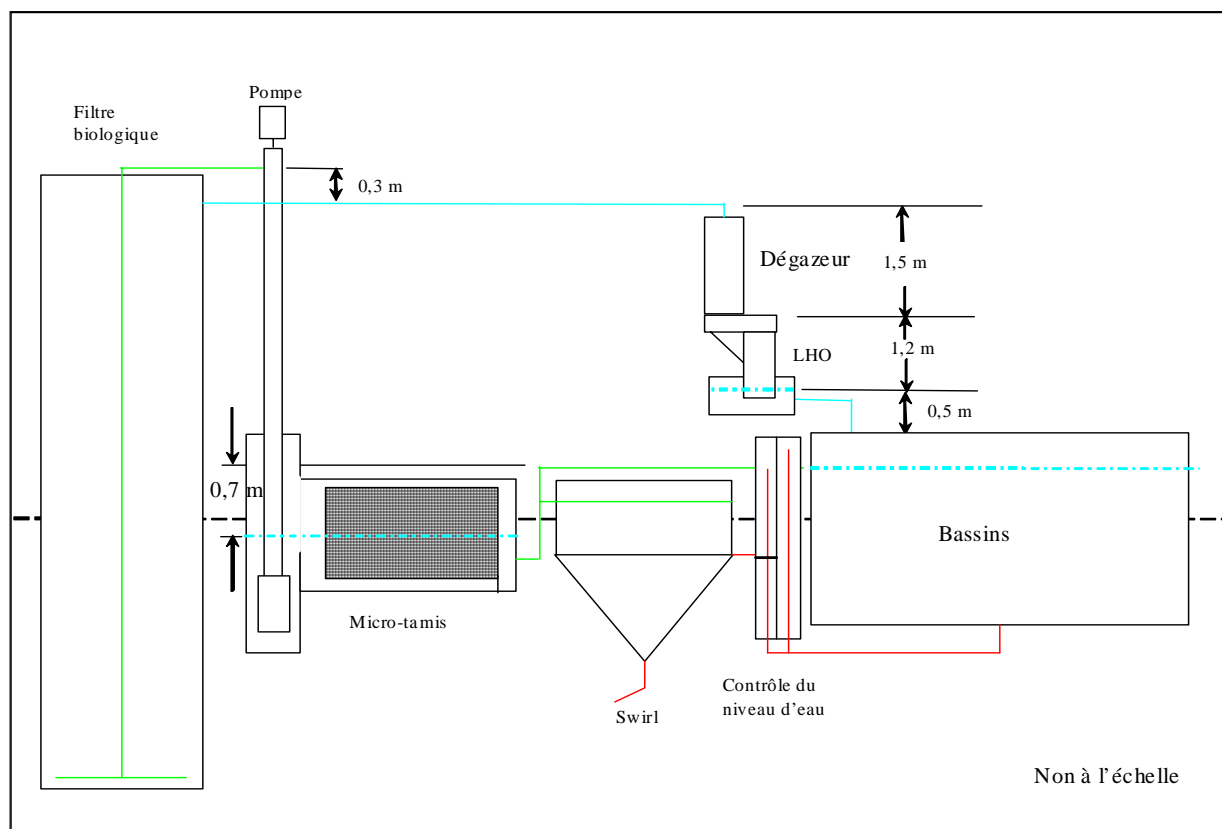 Pompe
Filtre
biologique
0,3 m
Dégazeur
1,5 m
LHO
1,2 m
0,5 m
0,7 m
Bassins
Micro-tamis
Contrôle du
niveau d'eau
Swirl
Non à l'échelle